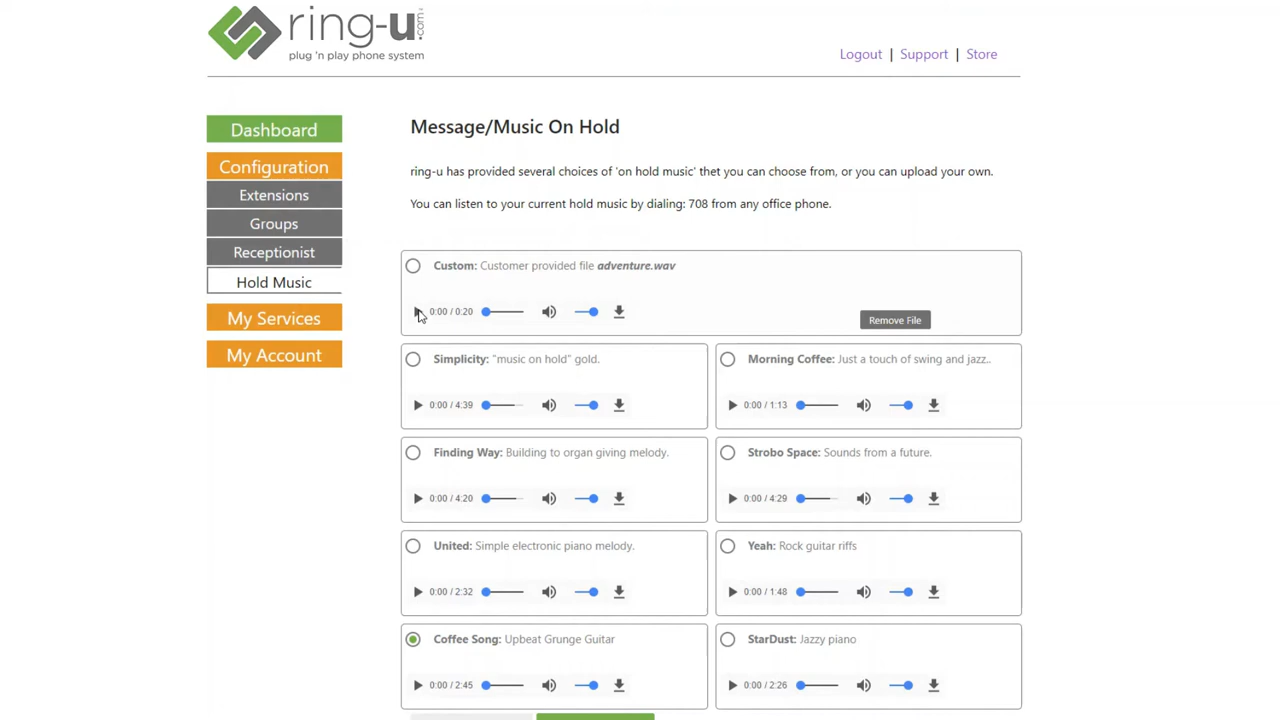 ring-u.com
plug 'n play phone system
Logout | Support | Store
Dashboard
Configuration
Extensions
Groups
Receptionist
Hold Music
My Services
My Account
Message/Music On Hold
ring-u has provided several choices of 'on hold music' thet you can choose from, or you can upload your own.
You can listen to your current hold music by dialing: 708 from any office phone.
Custom: Customer provided file adventure.wav
0:00 / 0:20
Remove File
Simplicity: "music on hold" gold.
0:00 / 4:39
Morning Coffee: Just a touch of swing and jazz..
0:00 / 1:13
Finding Way: Building to organ giving melody.
0:00 / 4:20
Strobo Space: Sounds from a future.
0:00 / 4:29
United: Simple electronic piano melody.
0:00 / 2:32
Yeah: Rock guitar riffs
0:00 / 1:48
Coffee Song: Upbeat Grunge Guitar
0:00 / 2:45
StarDust: Jazzy piano
0:00 / 2:26